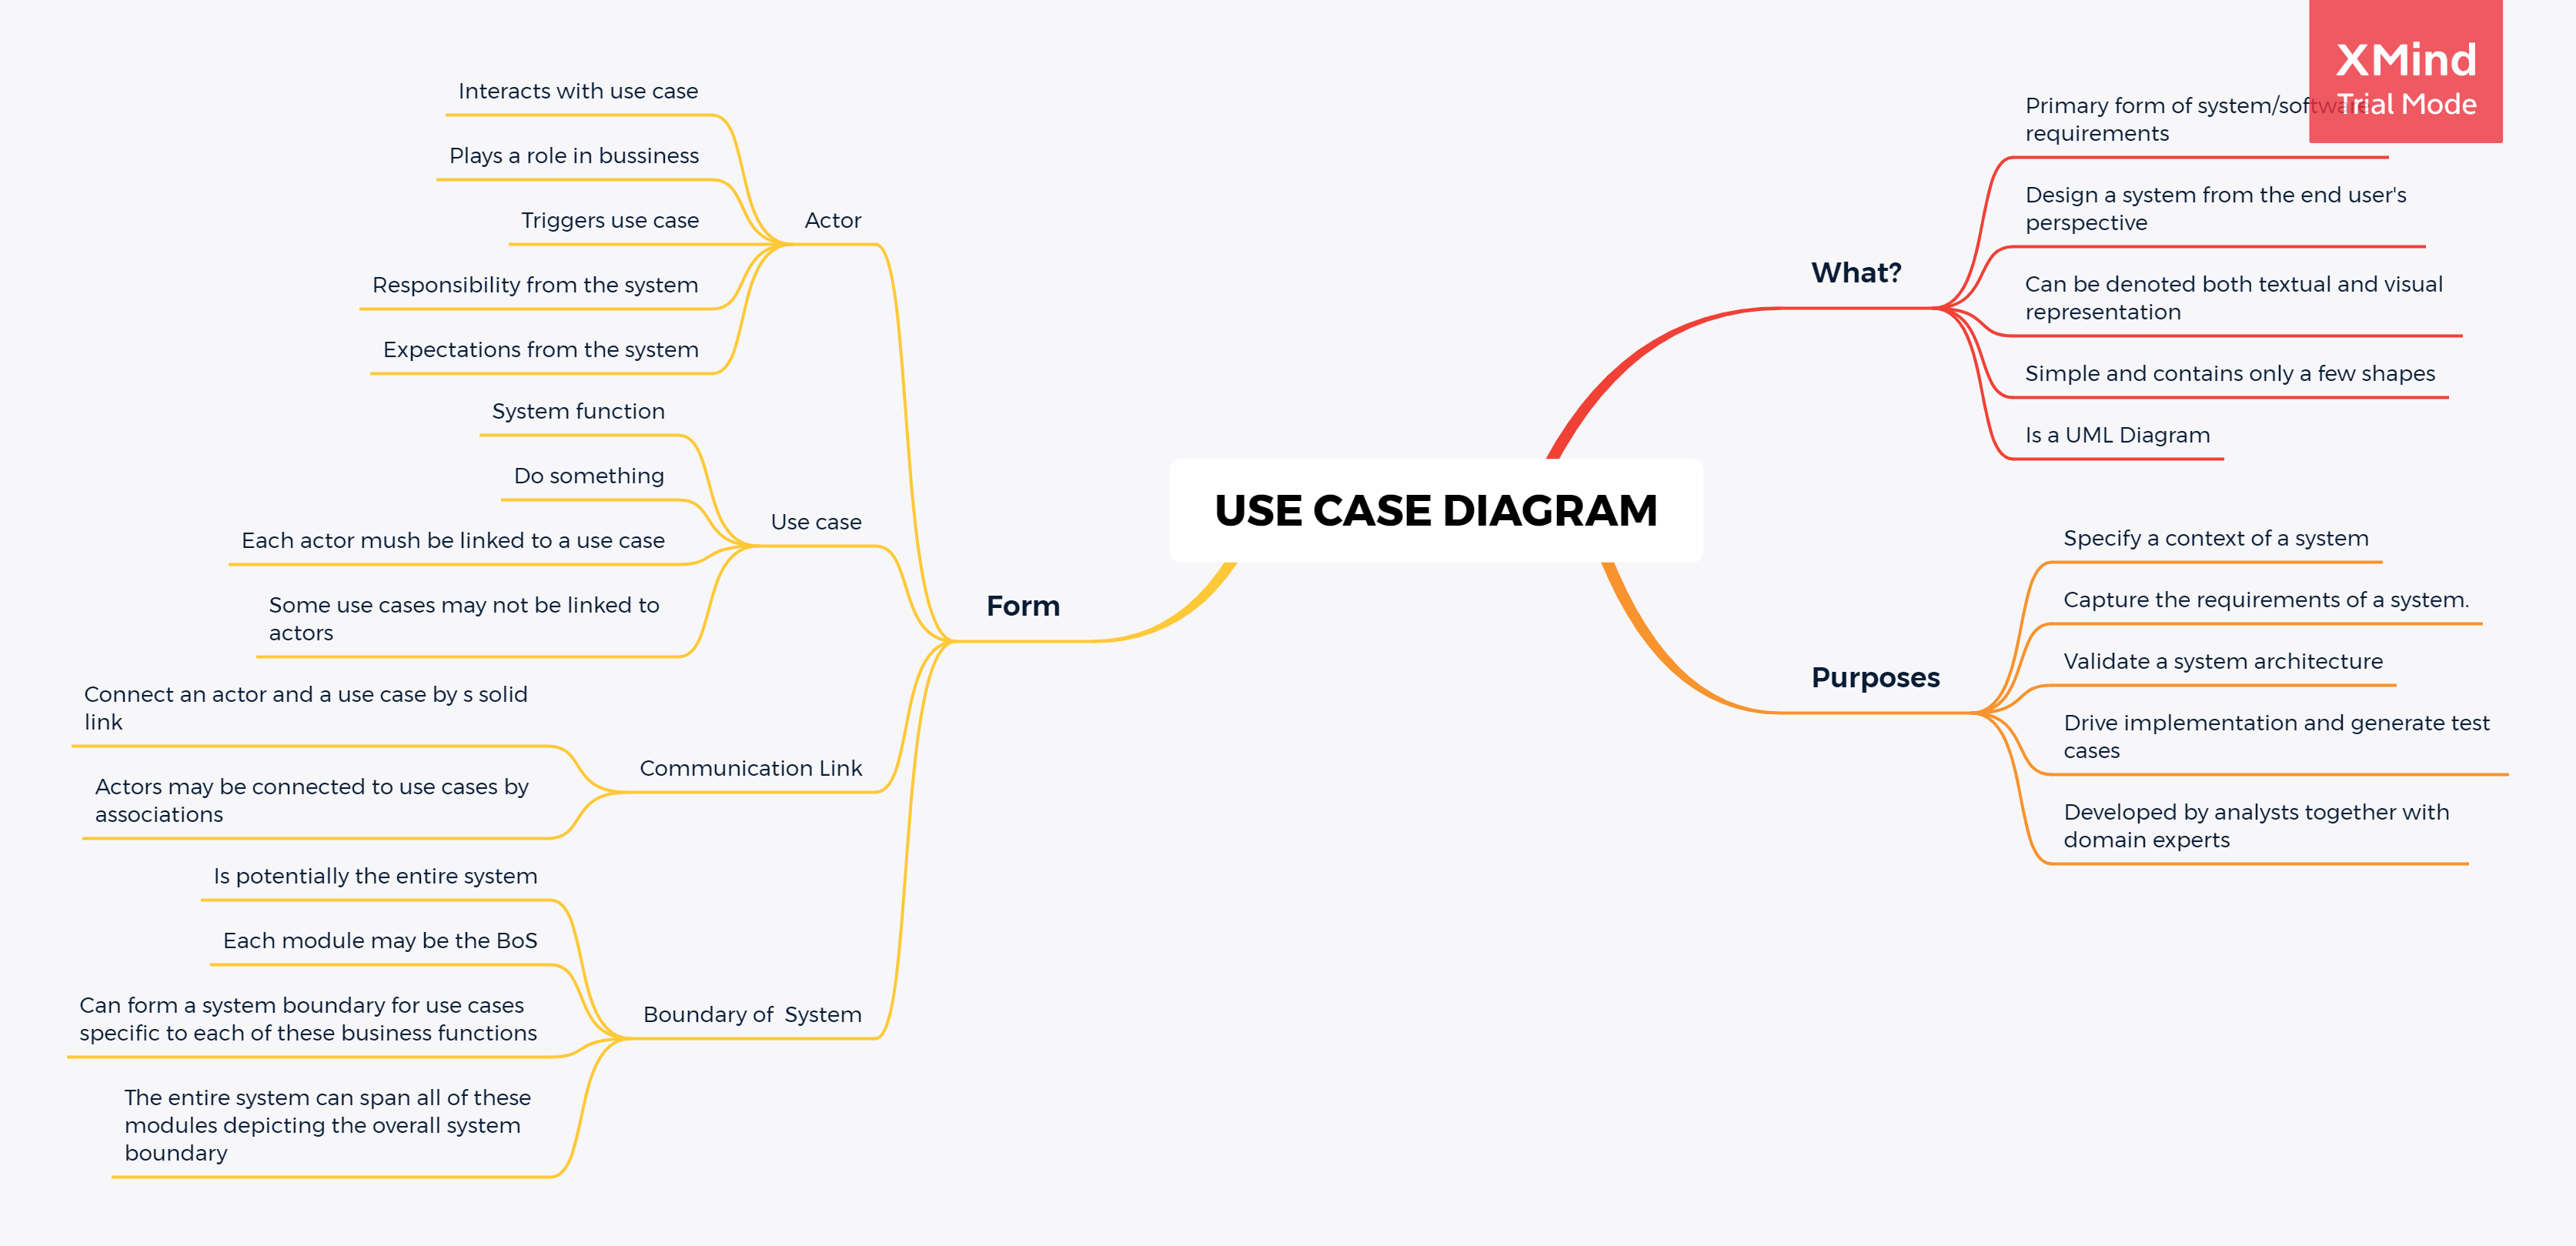 USE CASE DIAGRAM
What?
Primary form of system/software
requirements
Design a system from the end user's
perspective
Can be denoted both textual and visual
representation
Simple and contains only a few shapes
Is a UML Diagram
Purposes
Specify a context of a system
Capture the requirements of a system.
Validate a system architecture
Drive implementation and generate test
cases
Developed by analysts together with
domain experts
Form
Actor
Interacts with use case
Plays a role in bussiness
Triggers use case
Responsibility from the system
Expectations from the system
Use case
System function
Do something
Each actor mush be linked to a use case
Some use cases may not be linked to
actors
Communication Link
Connect an actor and a use case by s solid
link
Actors may be connected to use cases by
associations
Boundary of  System
Is potentially the entire system
Each module may be the BoS
Can form a system boundary for use cases
specific to each of these business functions
The entire system can span all of these
modules depicting the overall system
boundary
XMind
Trial Mode